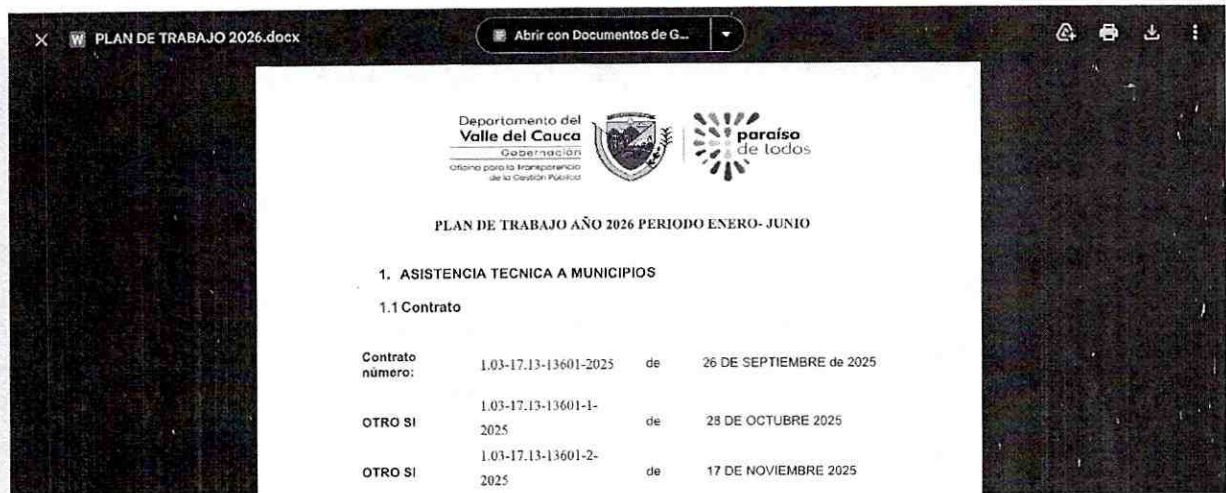 PLAN DE TRABAJO 2026.docx
Abrir con Documentos de G...
Departamento del
Valle del Cauca
Gobernación
Oficina para la Transparencia
de la Gestión Pública
paraíso
de todos
PLAN DE TRABAJO AÑO 2026 PERIODO ENERO- JUNIO
1. ASISTENCIA TECNICA A MUNICIPIOS
1.1 Contrato
Contrato
número:
1.03-17.13-13601-2025 de 26 DE SEPTIEMBRE de 2025
OTRO SI
1.03-17.13-13601-1-
2025
de 28 DE OCTUBRE 2025
OTRO SI
1.03-17.13-13601-2-
2025
de 17 DE NOVIEMBRE 2025